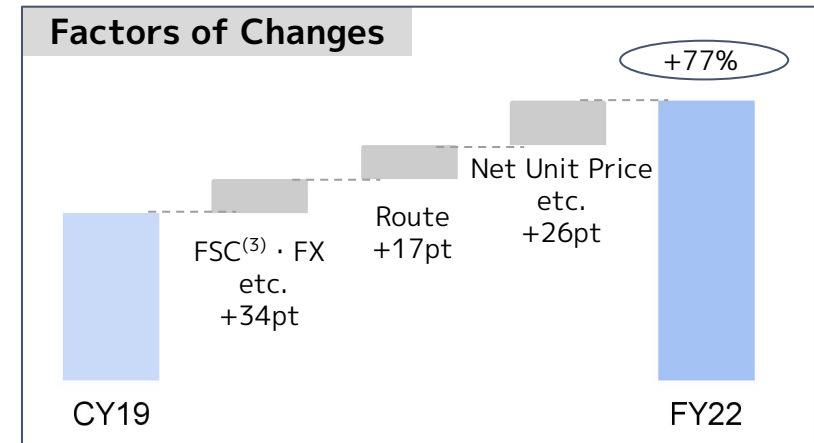 Factors of Changes
+77%
Net Unit Price
etc.
+26pt
Route
+17pt
FSC(3)・FX
etc.
+34pt
CY19
FY22